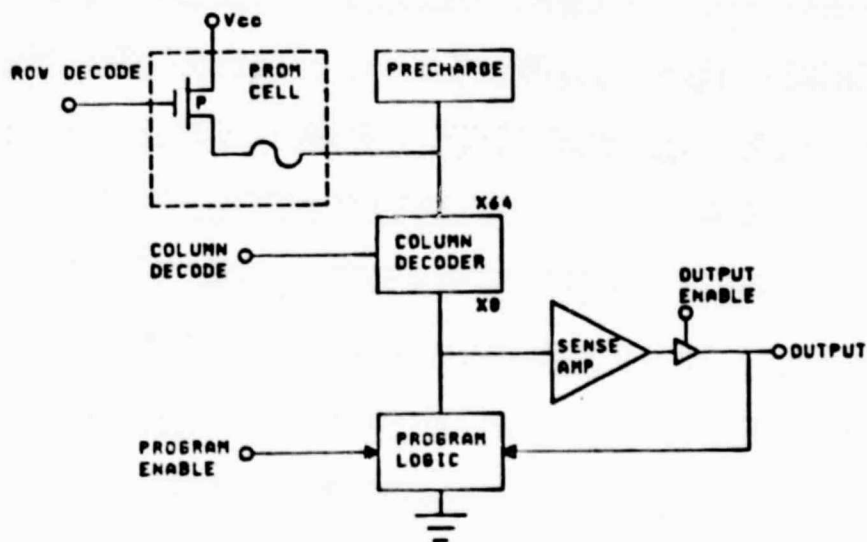 Vcc
ROW DECODE
PROM
CELL
P
PRECHARGE
X64
COLUMN
DECODE
COLUMN
DECODER
X8
OUTPUT
ENABLE
SENSE
AMP
OUTPUT
PROGRAM
ENABLE
PROGRAM
LOGIC